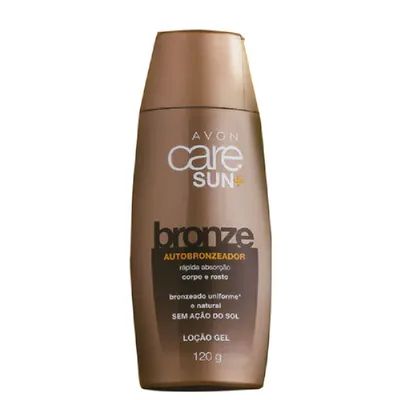 AVON
care
SUN+
bronze
AUTOBRONZEADOR
rápida absorção
corpo e rosto
bronzeado uniforme*
e natural
SEM AÇÃO DO SOL
LOÇÃO GEL
120 g